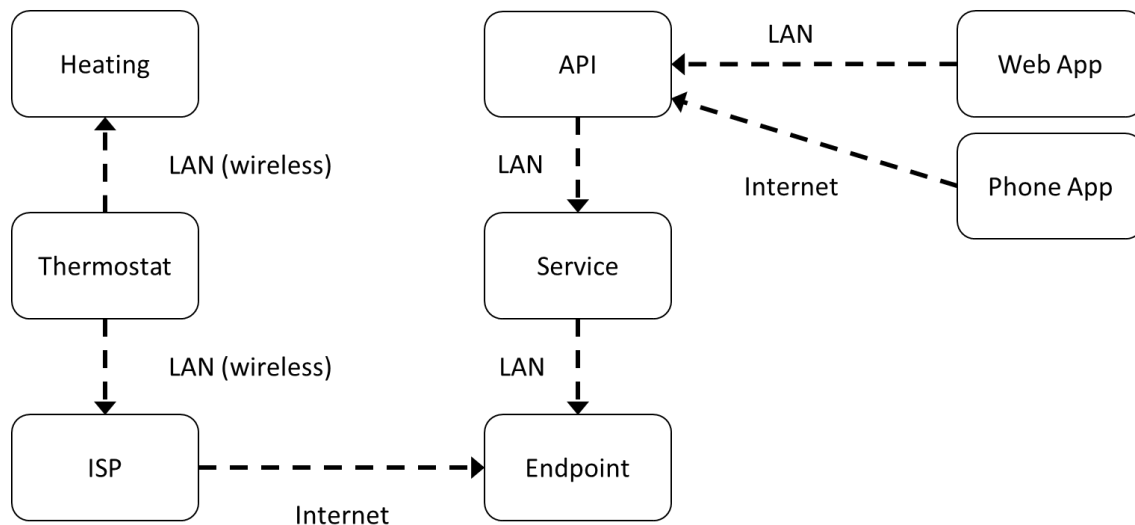 Heating
API
LAN
Web App
LAN (wireless)
LAN
Internet
Phone App
Thermostat
Service
LAN (wireless)
LAN
ISP
Endpoint
Internet